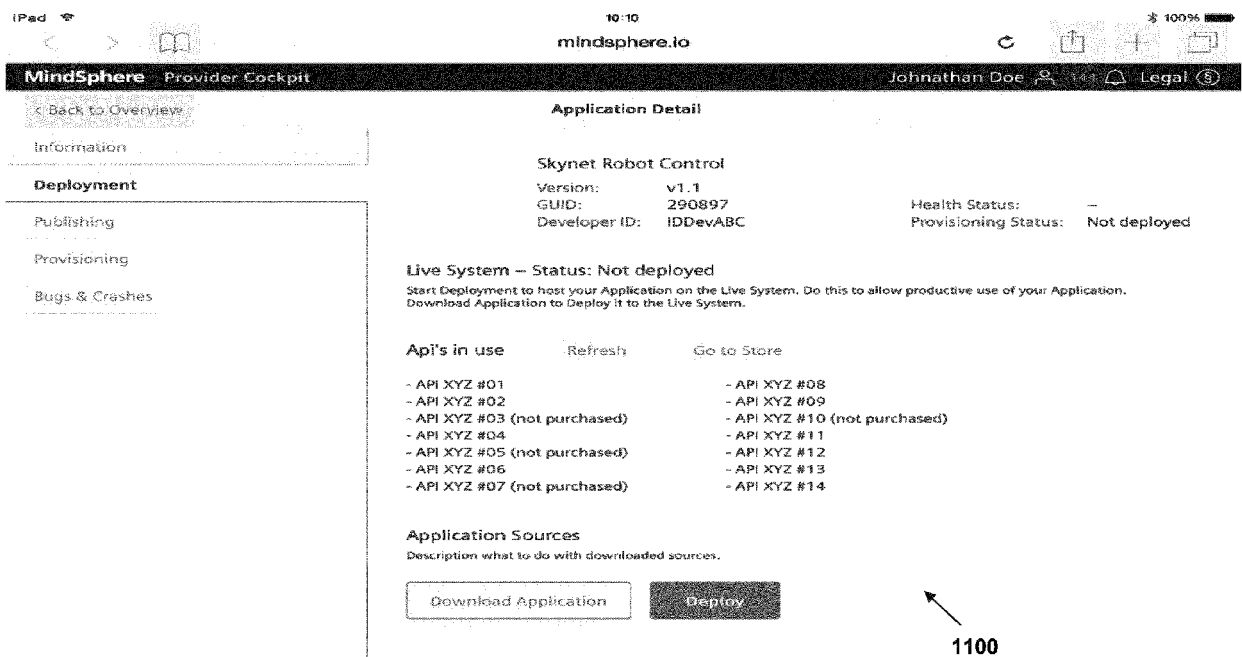 iPad 10:10 100%
mindsphere.io
MindSphere Provider Cockpit Johnathan Doe 144 Legal
< Back to Overview Application Detail
Information
Deployment
Publishing
Provisioning
Bugs & Crashes
Skynet Robot Control
Version: v1.1
GUID: 290897 Health Status: –
Developer ID: IDDevABC Provisioning Status: Not deployed
Live System – Status: Not deployed
Start Deployment to host your Application on the Live System. Do this to allow productive use of your Application.
Download Application to Deploy it to the Live System.
Api's in use Refresh Go to Store
- API XYZ #01 - API XYZ #08
- API XYZ #02 - API XYZ #09
- API XYZ #03 (not purchased) - API XYZ #10 (not purchased)
- API XYZ #04 - API XYZ #11
- API XYZ #05 (not purchased) - API XYZ #12
- API XYZ #06 - API XYZ #13
- API XYZ #07 (not purchased) - API XYZ #14
Application Sources
Description what to do with downloaded sources.
Download Application Deploy
1100